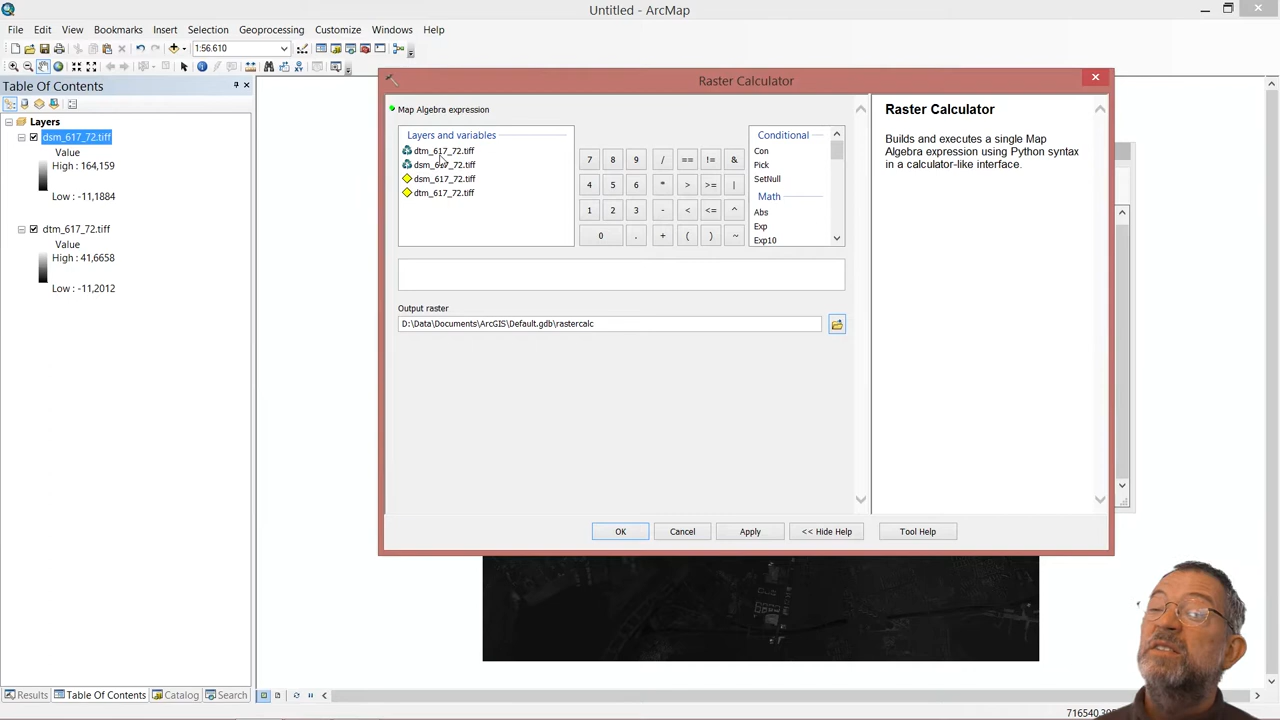 Untitled - ArcMap
File Edit View Bookmarks Insert Selection Geoprocessing Customize Windows Help
1:56.610
Table Of Contents
Layers
dsm_617_72.tiff
Value
High : 164,159
Low : -11,1884
dtm_617_72.tiff
Value
High : 41,6658
Low : -11,2012
Raster Calculator
Map Algebra expression
Layers and variables
dtm_617_72.tiff
dsm_617_72.tiff
dsm_617_72.tiff
dtm_617_72.tiff
7 8 9 / == != &
4 5 6 * > >= |
1 2 3 - < <= ^
0 . + ( ) ~
Conditional
Con
Pick
SetNull
Math
Abs
Exp
Exp10
Output raster
D:\Data\Documents\ArcGIS\Default.gdb\rastercalc
OK Cancel Apply << Hide Help Tool Help
Raster Calculator
Builds and executes a single Map
Algebra expression using Python syntax
in a calculator-like interface.
Results Table Of Contents Catalog Search